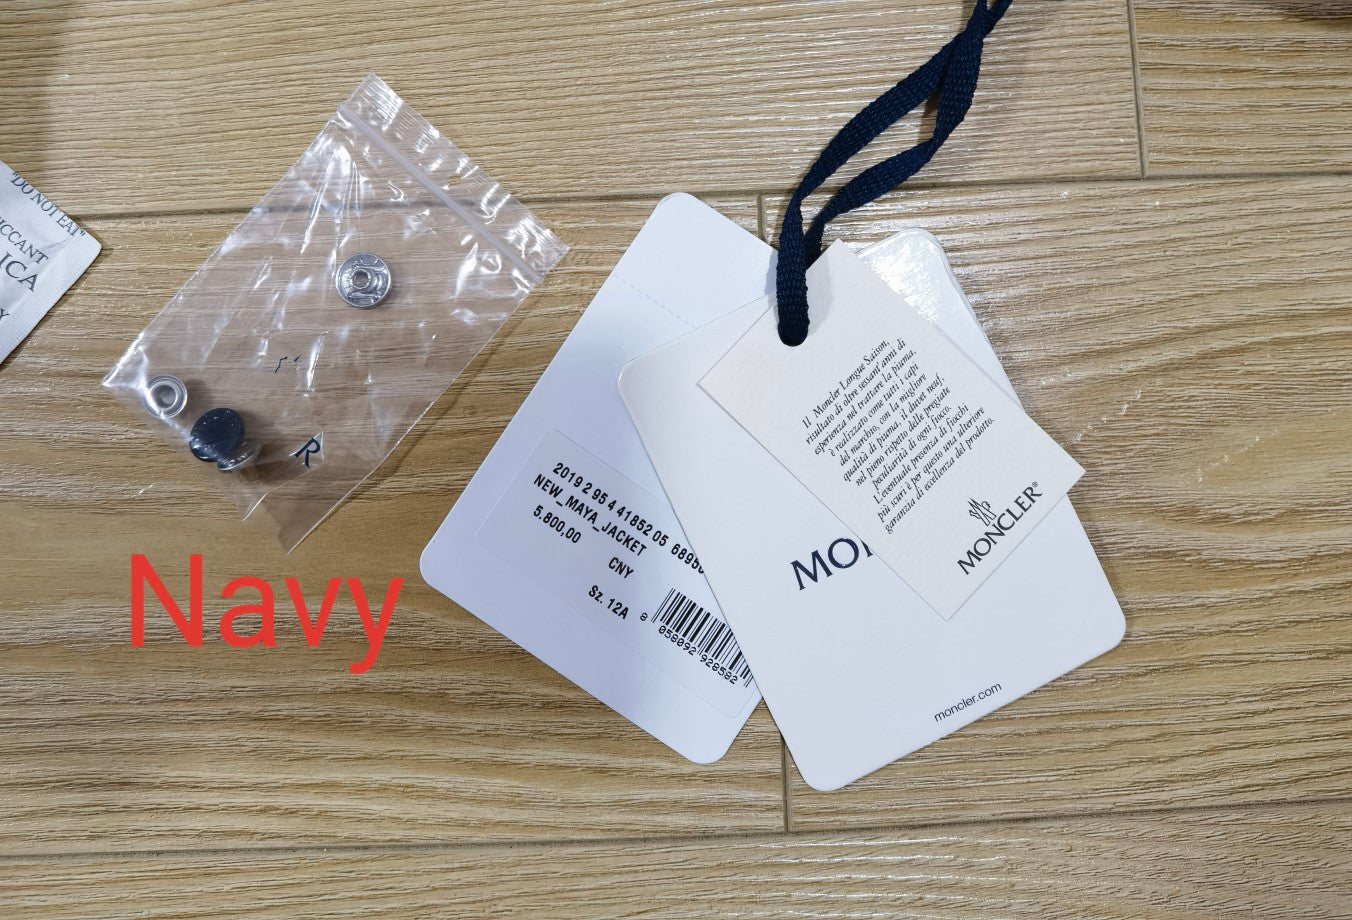 "DO NOT EAT"
ICCANT
ICA
Y
R
Navy
2019 2 95 4 41852 05 6895
NEW_MAYA_JACKET
5.800,00
CNY
Sz. 12A
8 058092 928582
Il Moncler Longue Saison,
risultato di oltre sessant'anni di
esperienza nel trattare la piuma,
è realizzato come tutti i capi
del marchio, con la migliore
qualità di piuma, il duvet neuf,
nel pieno rispetto delle pregiate
peculiarità di ogni fiocco.
L'eventuale presenza di fiocchi
più scuri è per questo una ulteriore
garanzia di eccellenza del prodotto.
MONCLER®
MO
moncler.com